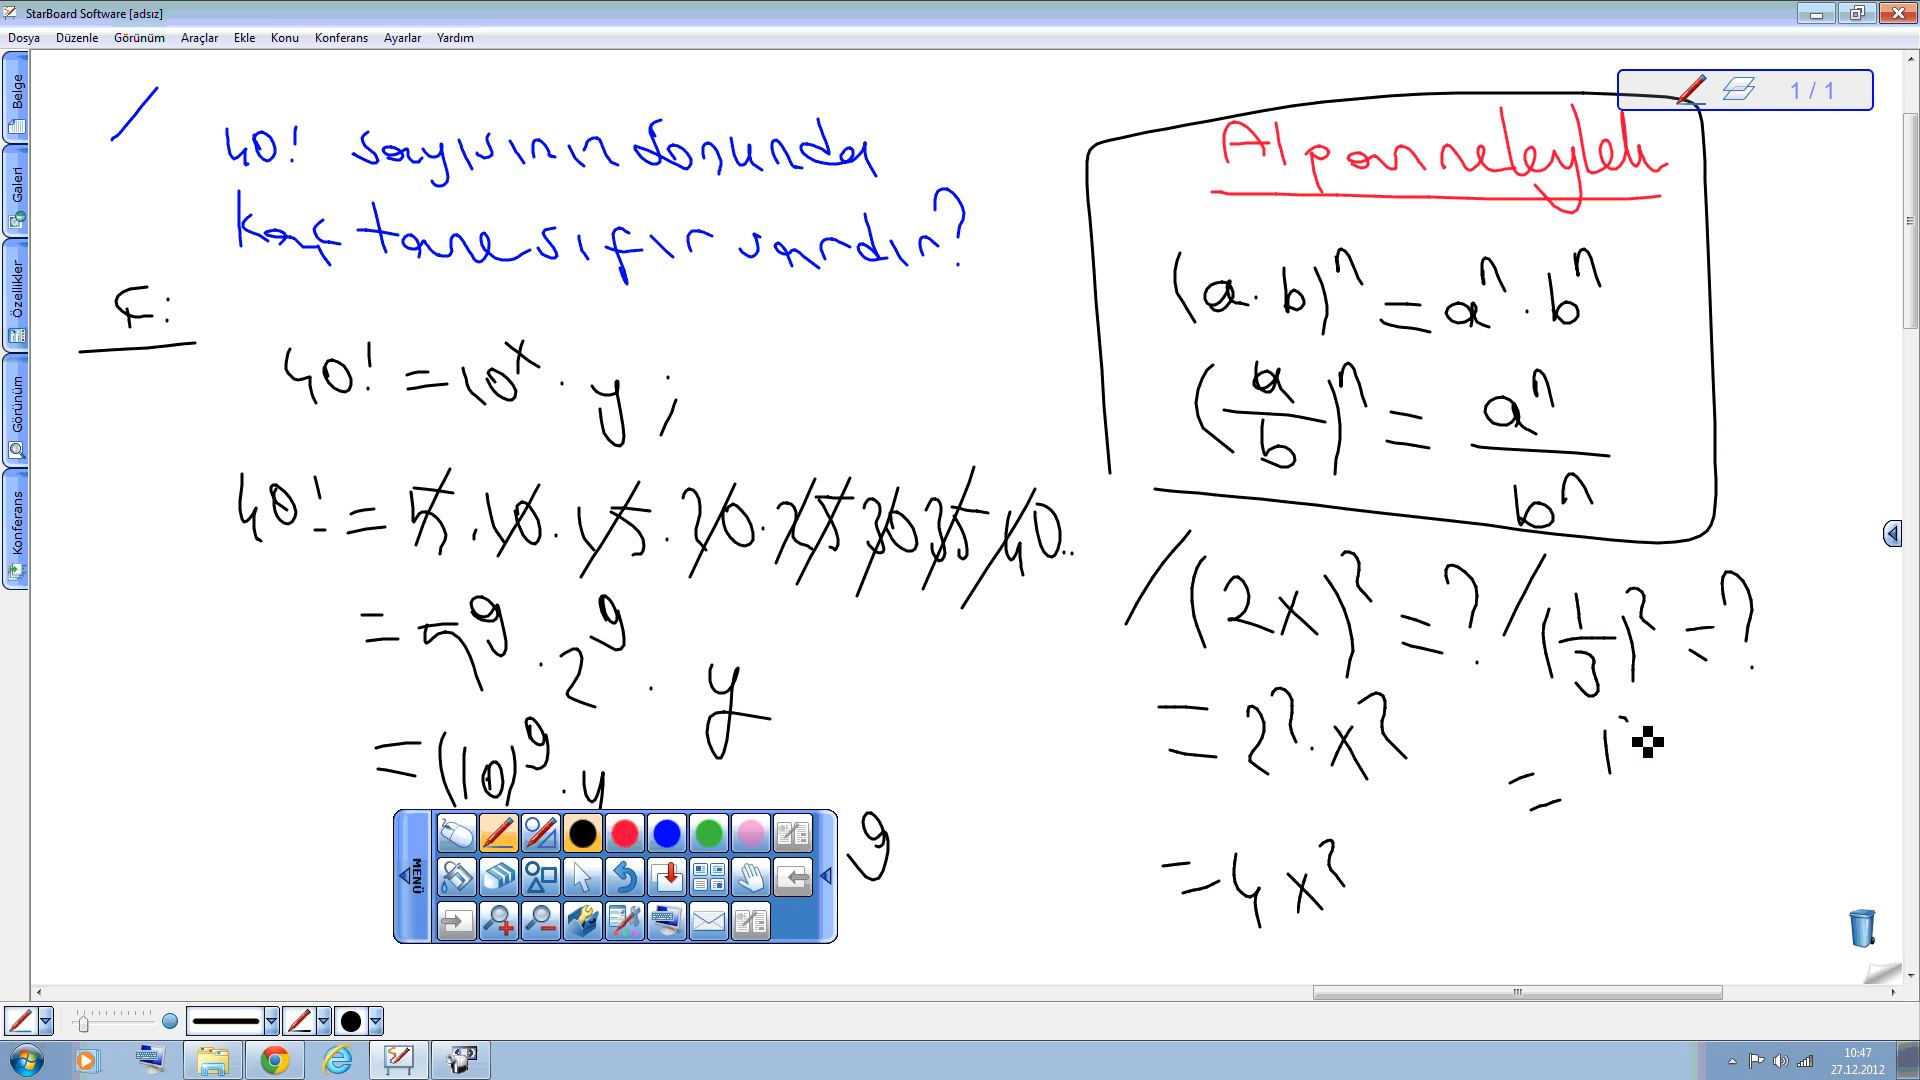 StarBoard Software [adsız]
Dosya Düzenle Görünüm Araçlar Ekle Konu Konferans Ayarlar Yardım
Belge
Galeri
Özellikler
Görünüm
Konferans
1 / 1
40! sayısının sonunda
kaç tane sıfır vardır?
Ç:
40! = 10^x . y ;
40! = 5 . 10 . 15 . 20 . 25 30 35 40 ..
= 5^9 . 2^9 . y
= (10)^9 . y
9
(a . b)^n = a^n . b^n
(a/b)^n = a^n / b^n
/ (2x)^2 = ?
= 2^2 . x^2
= 4x^2
/ (1/3)^2 = ?
= 1
MENÜ
10:47
27.12.2012